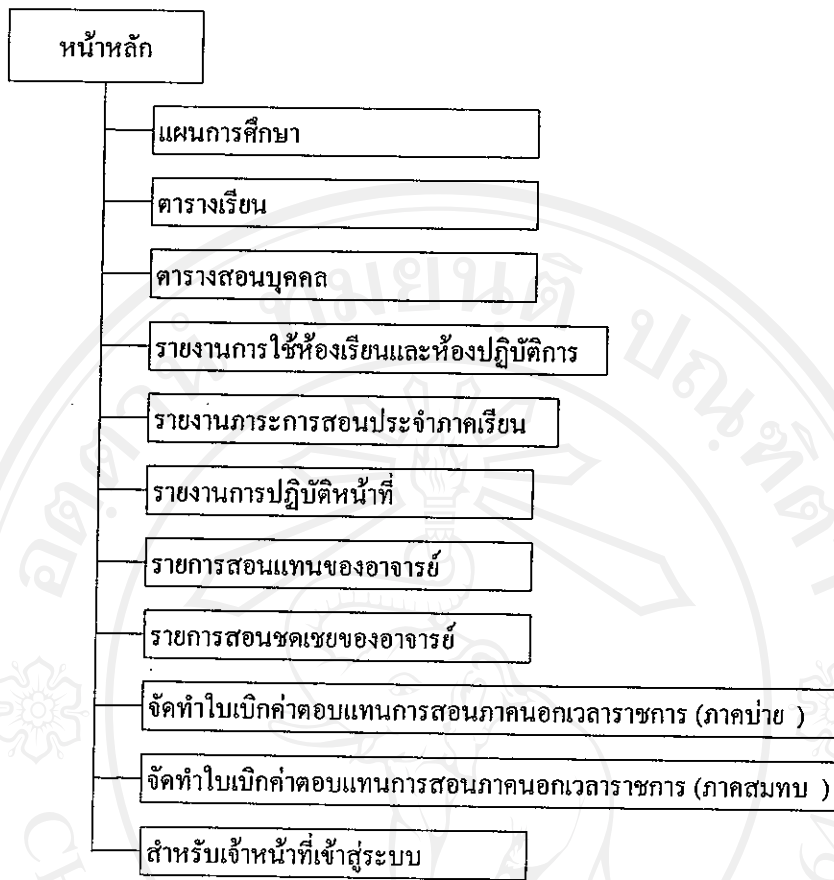 หน้าหลัก
แผนการศึกษา
ตารางเรียน
ตารางสอนบุคคล
รายงานการใช้ห้องเรียนและห้องปฏิบัติการ
รายงานภาระการสอนประจำภาคเรียน
รายงานการปฏิบัติหน้าที่
รายการสอนแทนของอาจารย์
รายการสอนชดเชยของอาจารย์
จัดทำใบเบิกค่าตอบแทนการสอนภาคนอกเวลาราชการ (ภาคบ่าย )
จัดทำใบเบิกค่าตอบแทนการสอนภาคนอกเวลาราชการ (ภาคสมทบ )
สำหรับเจ้าหน้าที่เข้าสู่ระบบ